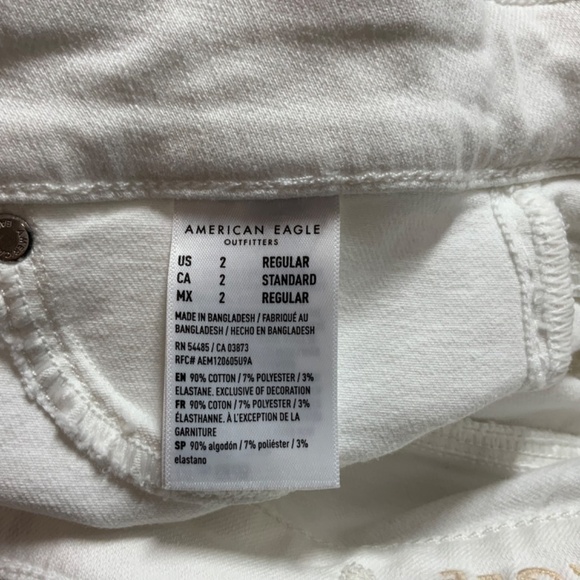 AMERICAN EAGLE
OUTFITTERS
US 2 REGULAR
CA 2 STANDARD
MX 2 REGULAR
MADE IN BANGLADESH / FABRIQUÉ AU
BANGLADESH / HECHO EN BANGLADESH
RN 54485 / CA 03873
RFC# AEM120605U9A
EN 90% COTTON / 7% POLYESTER / 3%
ELASTANE. EXCLUSIVE OF DECORATION
FR 90% COTON / 7% POLYESTER / 3%
ÉLASTHANNE. À L'EXCEPTION DE LA
GARNITURE
SP 90% algodón / 7% poliéster / 3%
elastano